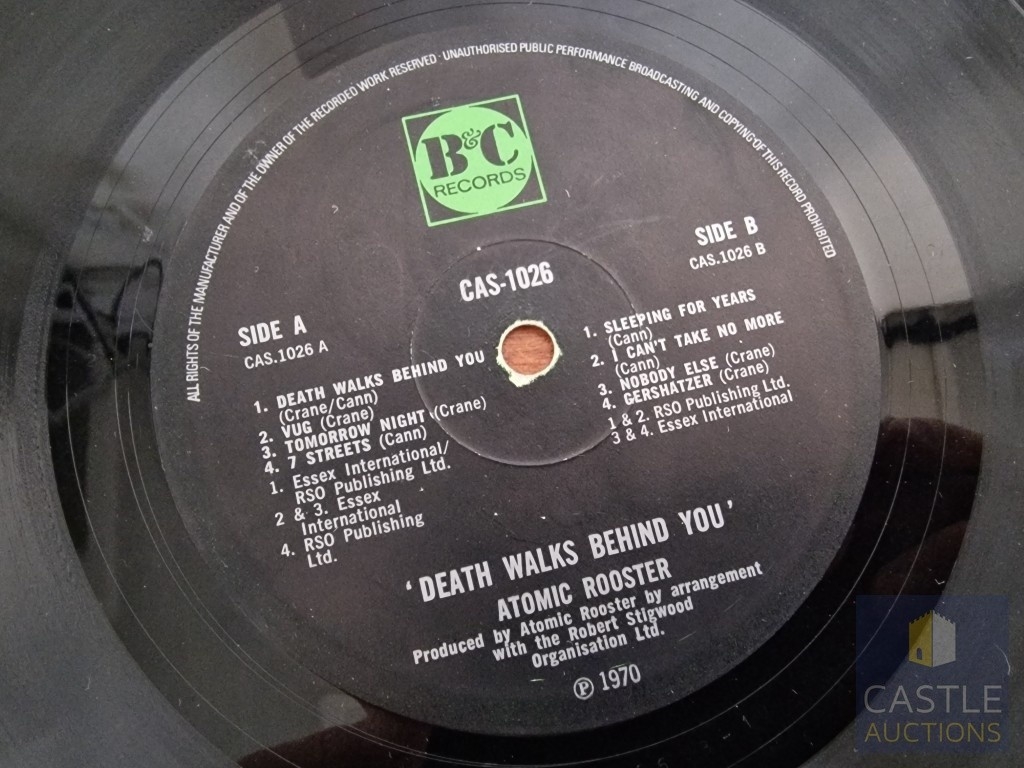 ALL RIGHTS OF THE MANUFACTURER AND OF THE OWNER OF THE RECORDED WORK RESERVED · UNAUTHORISED PUBLIC PERFORMANCE BROADCASTING AND COPYING OF THIS RECORD PROHIBITED
B&C
RECORDS
CAS-1026
SIDE A
CAS.1026 A
1. DEATH WALKS BEHIND YOU
(Crane/Cann)
2. VUG (Crane)
3. TOMORROW NIGHT (Crane)
4. 7 STREETS (Cann)
1. Essex International/
RSO Publishing Ltd.
2 & 3. Essex
International
4. RSO Publishing
Ltd.
SIDE B
CAS.1026 B
1. SLEEPING FOR YEARS
(Cann)
2. I CAN'T TAKE NO MORE
(Cann)
3. NOBODY ELSE (Crane)
4. GERSHATZER (Crane)
1 & 2. RSO Publishing Ltd.
3 & 4. Essex International
'DEATH WALKS BEHIND YOU'
ATOMIC ROOSTER
Produced by Atomic Rooster by arrangement
with the Robert Stigwood
Organisation Ltd.
℗ 1970
CASTLE
AUCTIONS